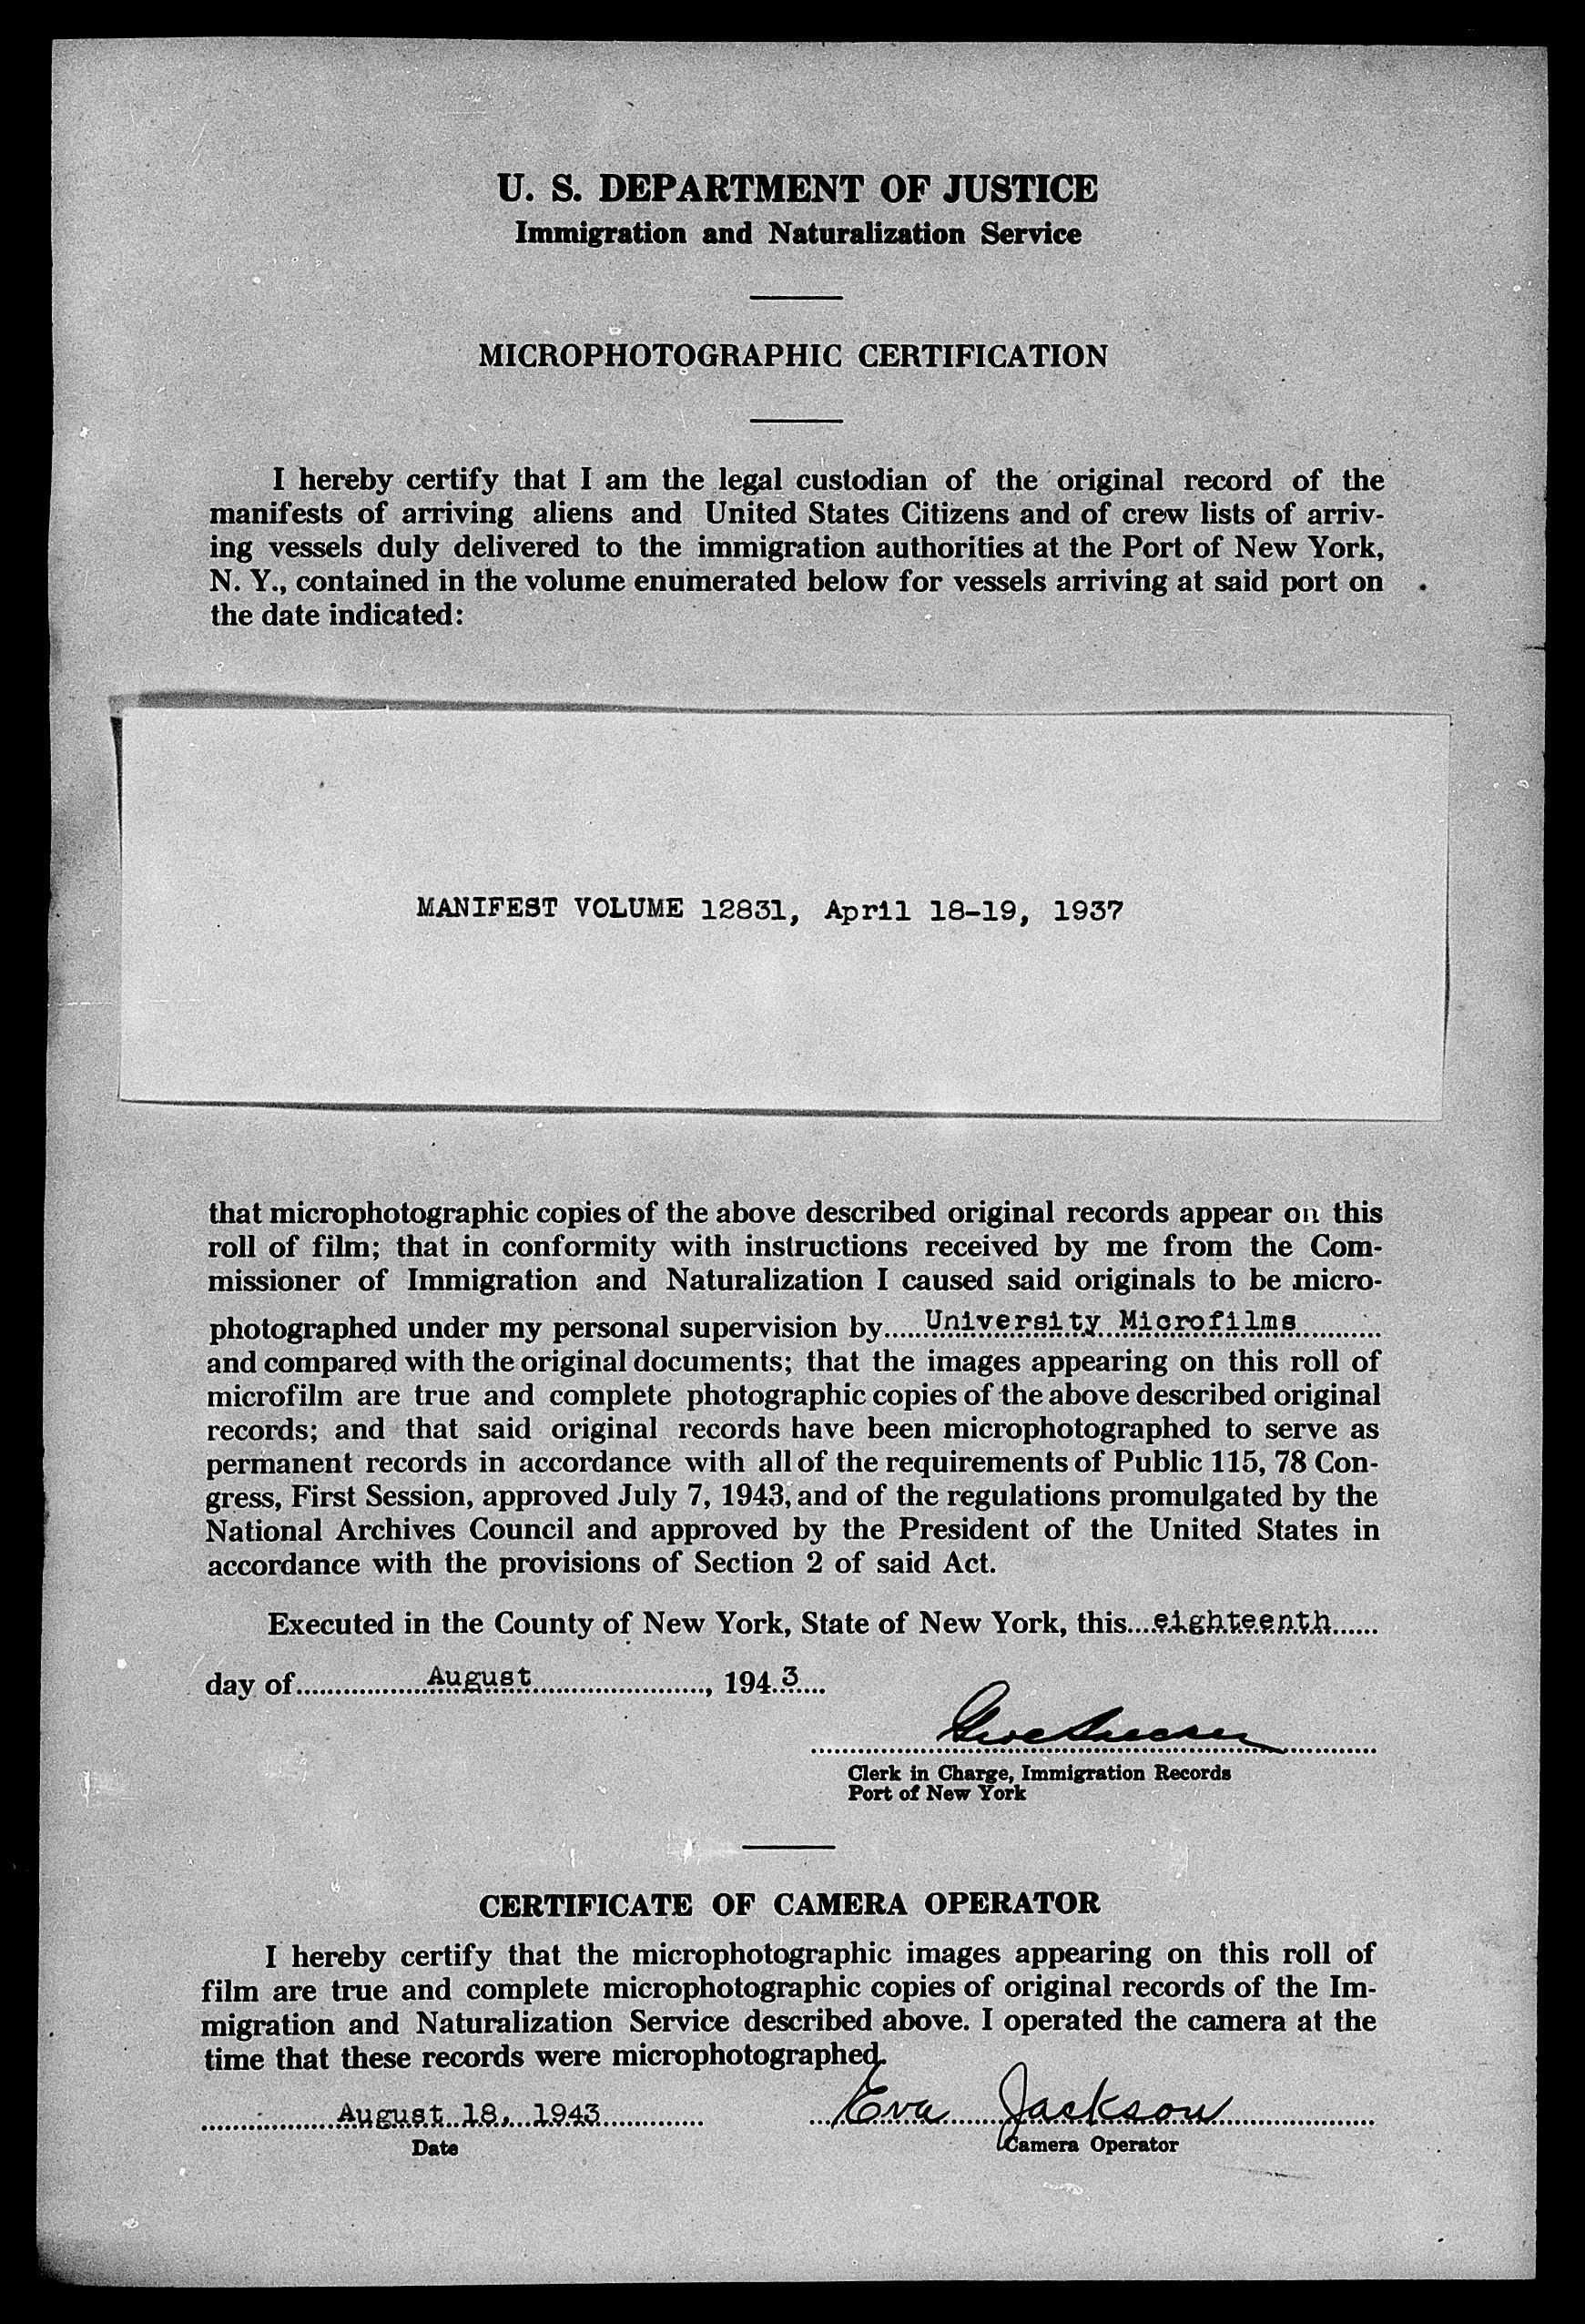 U. S. DEPARTMENT OF JUSTICE
Immigration and Naturalization Service
MICROPHOTOGRAPHIC CERTIFICATION
I hereby certify that I am the legal custodian of the original record of the
manifests of arriving aliens and United States Citizens and of crew lists of arriv-
ing vessels duly delivered to the immigration authorities at the Port of New York,
N. Y., contained in the volume enumerated below for vessels arriving at said port on
the date indicated:
MANIFEST VOLUME 12831, April 18-19, 1937
that microphotographic copies of the above described original records appear on this
roll of film; that in conformity with instructions received by me from the Com-
missioner of Immigration and Naturalization I caused said originals to be micro-
photographed under my personal supervision by University Microfilms
and compared with the original documents; that the images appearing on this roll of
microfilm are true and complete photographic copies of the above described original
records; and that said original records have been microphotographed to serve as
permanent records in accordance with all of the requirements of Public 115, 78 Con-
gress, First Session, approved July 7, 1943, and of the regulations promulgated by the
National Archives Council and approved by the President of the United States in
accordance with the provisions of Section 2 of said Act.
Executed in the County of New York, State of New York, this eighteenth
day of August, 1943
Clerk in Charge, Immigration Records
Port of New York
CERTIFICATE OF CAMERA OPERATOR
I hereby certify that the microphotographic images appearing on this roll of
film are true and complete microphotographic copies of original records of the Im-
migration and Naturalization Service described above. I operated the camera at the
time that these records were microphotographed.
August 18, 1943 Eva Jackson
Date Camera Operator